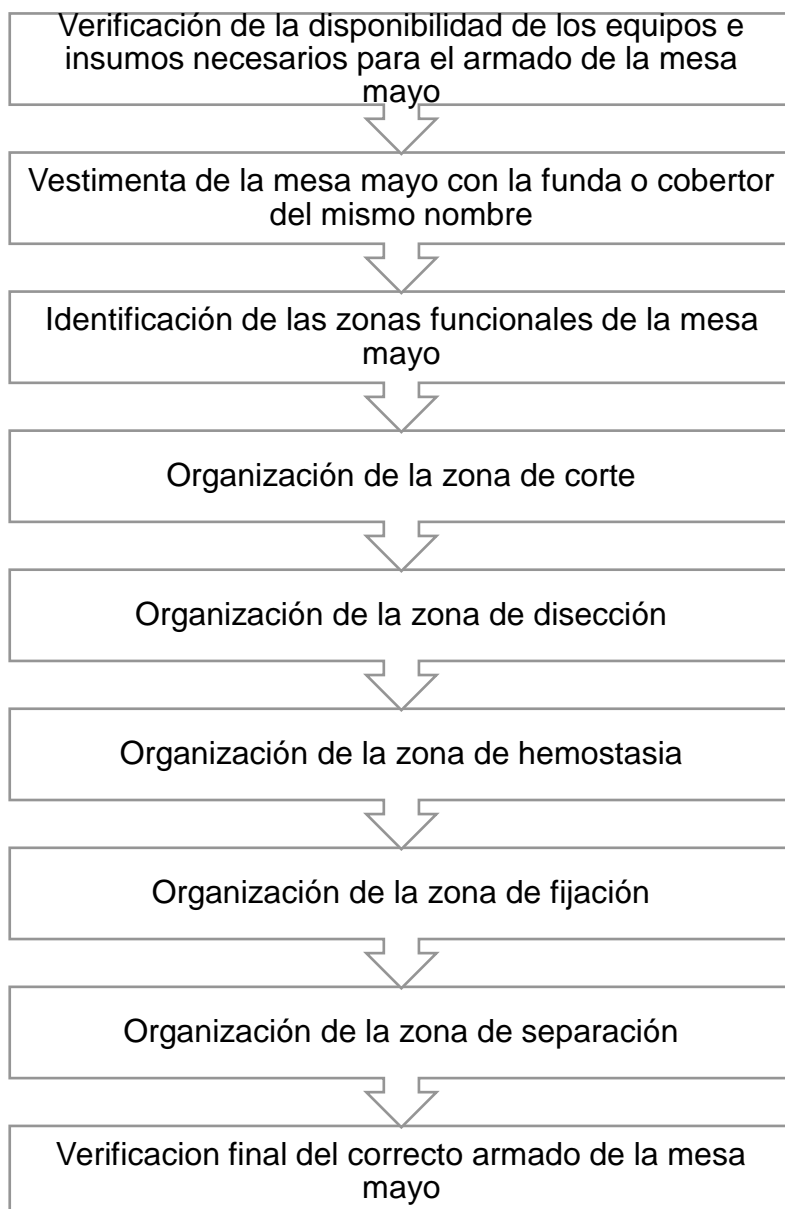 Verificación de la disponibilidad de los equipos e
insumos necesarios para el armado de la mesa
mayo
Vestimenta de la mesa mayo con la funda o cobertor
del mismo nombre
Identificación de las zonas funcionales de la mesa
mayo
Organización de la zona de corte
Organización de la zona de disección
Organización de la zona de hemostasia
Organización de la zona de fijación
Organización de la zona de separación
Verificacion final del correcto armado de la mesa
mayo